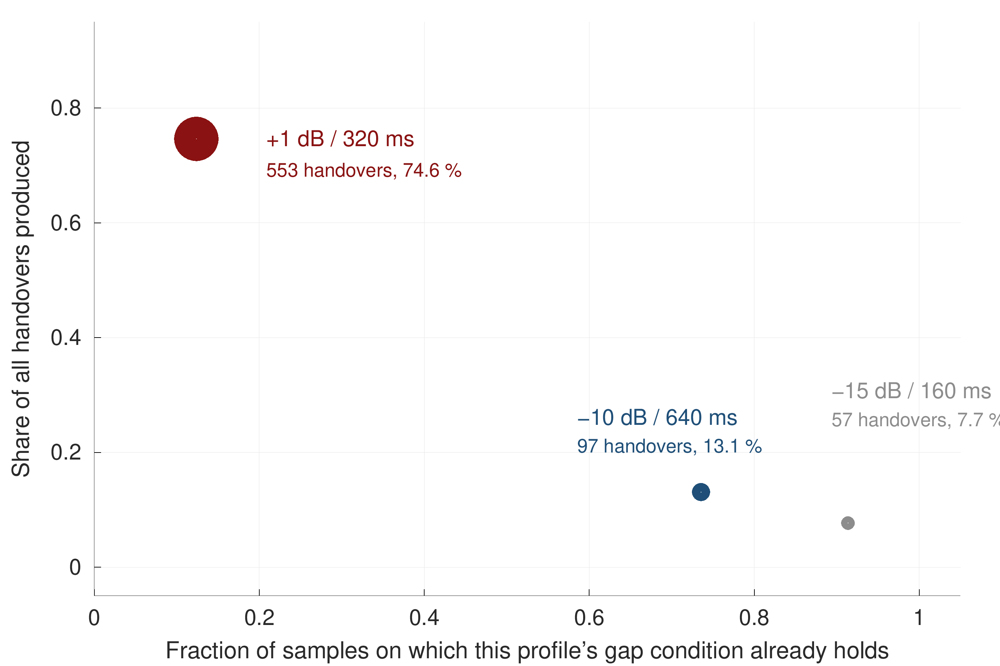 Share of all handovers produced
0.8
0.6
0.4
0.2
0
+1 dB / 320 ms
553 handovers, 74.6 %
−15 dB / 160 ms
57 handovers, 7.7 %
−10 dB / 640 ms
97 handovers, 13.1 %
0
0.2
0.4
0.6
0.8
1
Fraction of samples on which this profile’s gap condition already holds